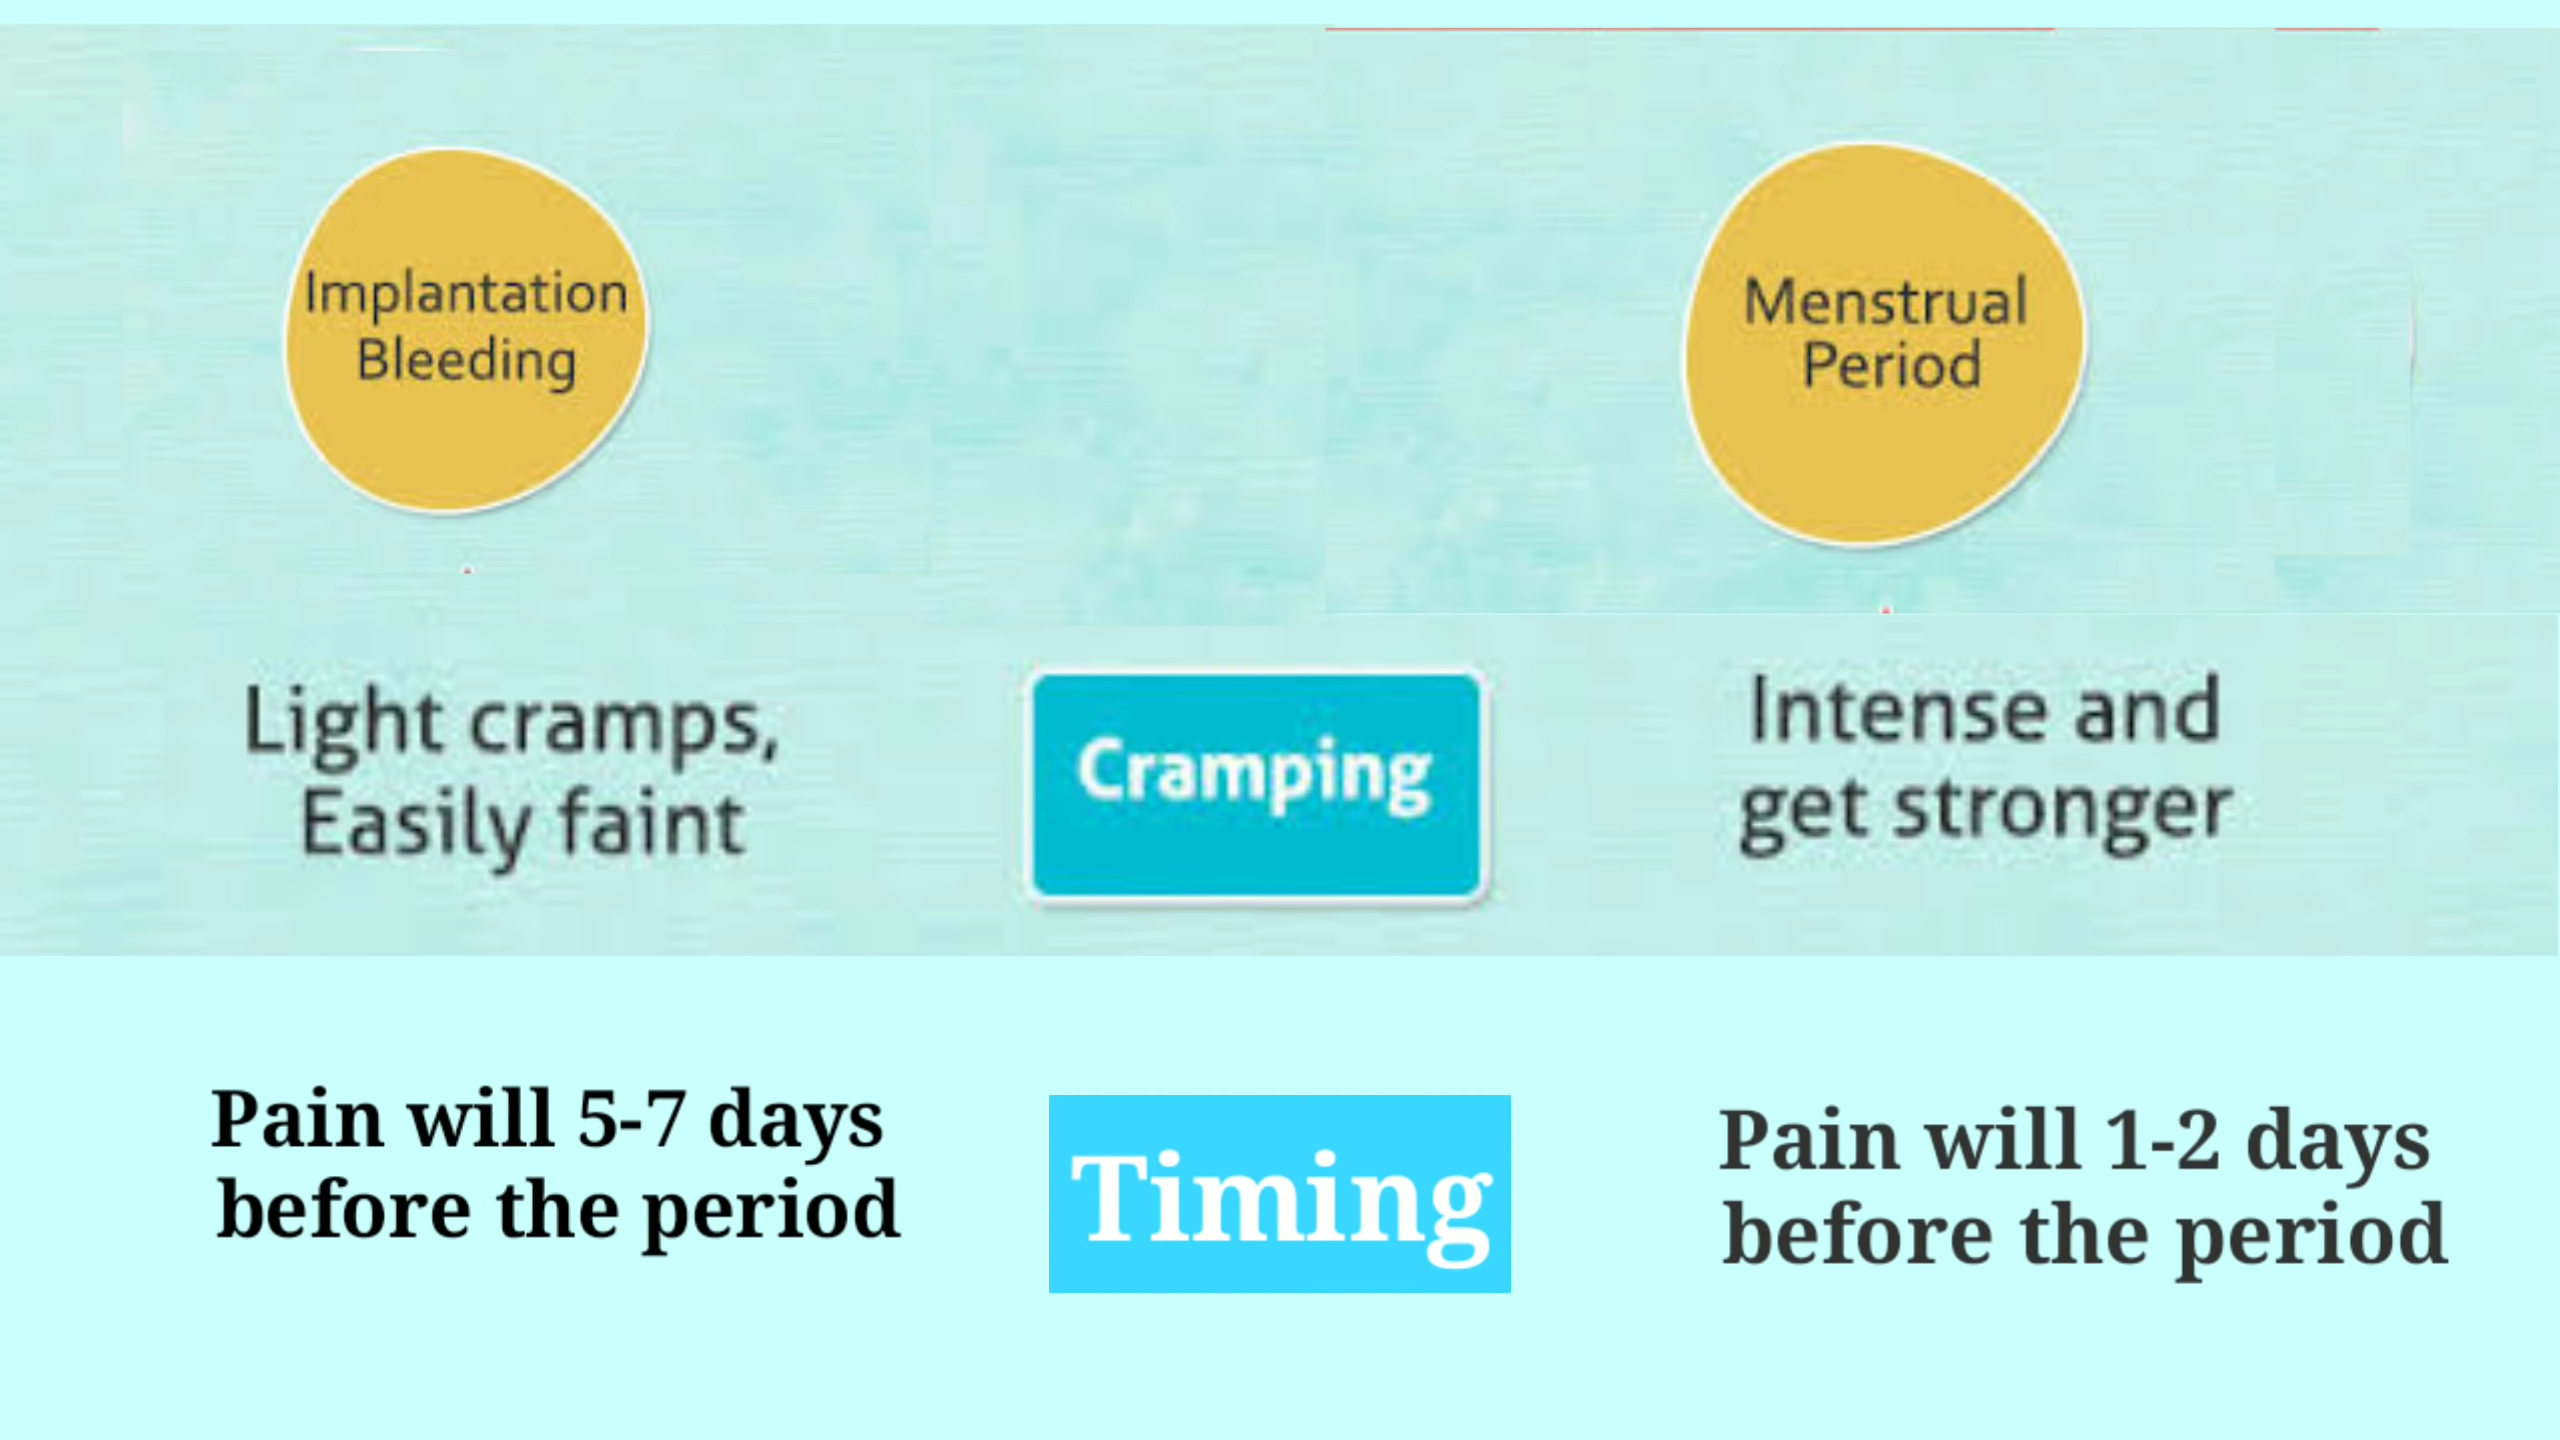 Implantation
Bleeding
Menstrual
Period
Light cramps,
Easily faint
Cramping
Intense and
get stronger
Pain will 5-7 days
before the period
Timing
Pain will 1-2 days
before the period